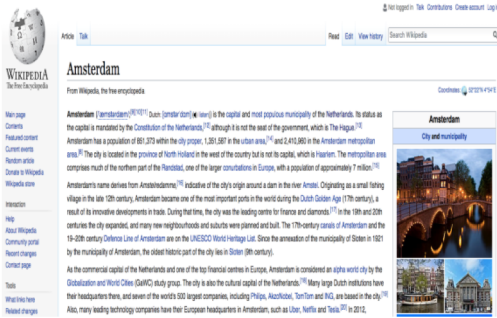 Not logged in Talk Contributions Create account Log in
Article Talk
Read Edit View history
Search Wikipedia
WIKIPEDIA
The Free Encyclopedia
Main page
Contents
Featured content
Current events
Random article
Donate to Wikipedia
Wikipedia store
Interaction
Help
About Wikipedia
Community portal
Recent changes
Contact page
Tools
What links here
Related changes
Amsterdam
From Wikipedia, the free encyclopedia
Coordinates:
Amsterdam is the capital and most populous municipality of the Netherlands. Its status as
the capital is mandated by the Constitution of the Netherlands,[12] although it is not the seat of the government, which is The Hague.[13]
Amsterdam has a population of 851,373 within the city proper, 1,351,587 in the urban area,[14] and 2,410,960 in the Amsterdam metropolitan
area.[8] The city is located in the province of North Holland in the west of the country but is not its capital, which is Haarlem. The metropolitan area
comprises much of the northern part of the Randstad, one of the larger conurbations in Europe, with a population of approximately 7 million.[15]
Amsterdam's name derives from Amstelredamme,[16] indicative of the city's origin around a dam in the river Amstel. Originating as a small fishing
village in the late 12th century, Amsterdam became one of the most important ports in the world during the Dutch Golden Age (17th century), a
result of its innovative developments in trade. During that time, the city was the leading centre for finance and diamonds.[17] In the 19th and 20th
centuries the city expanded, and many new neighbourhoods and suburbs were planned and built. The 17th-century canals of Amsterdam and the
19–20th century Defence Line of Amsterdam are on the UNESCO World Heritage List. Since the annexation of the municipality of Sloten in 1921
by the municipality of Amsterdam, the oldest historic part of the city lies in Sloten (9th century).
As the commercial capital of the Netherlands and one of the top financial centres in Europe, Amsterdam is considered an alpha world city by the
Globalization and World Cities (GaWC) study group. The city is also the cultural capital of the Netherlands.[18] Many large Dutch institutions have
their headquarters there, and seven of the world's 500 largest companies, including Philips, AkzoNobel, TomTom and ING, are based in the city.[19]
Also, many leading technology companies have their European headquarters in Amsterdam, such as Uber, Netflix and Tesla.[20] In 2012,
Amsterdam
City and municipality